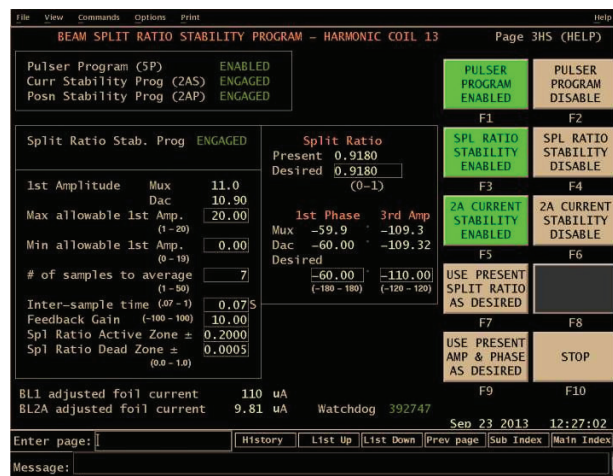 File View Commands Options Print Help
BEAM SPLIT RATIO STABILITY PROGRAM – HARMONIC COIL 13 Page 3HS (HELP)
Pulser Program (5P) ENABLED
Curr Stability Prog (2AS) ENGAGED
Posn Stability Prog (2AP) ENGAGED
Split Ratio Stab. Prog ENGAGED
1st Amplitude Mux 11.0
Dac 10.90
Max allowable 1st Amp. 20.00
(1 – 20)
Min allowable 1st Amp. 0.00
(0 – 19)
# of samples to average 7
(1 – 50)
Inter-sample time (.07 – 1) 0.07 S
Feedback Gain (–100 – 100) 10.00
Spl Ratio Active Zone ± 0.2000
Spl Ratio Dead Zone ± 0.0005
(0.0 – 1.0)
Split Ratio
Present 0.9180
Desired 0.9180
(0–1)
1st Phase 3rd Amp
Mux –59.9 ° –109.3
Dac –60.00 ° –109.32
Desired
–60.00 ° –110.00
(–180 – 180) (–120 – 120)
BL1 adjusted foil current 110 uA
BL2A adjusted foil current 9.81 uA Watchdog 392747
PULSER
PROGRAM
ENABLED
F1
PULSER
PROGRAM
DISABLE
F2
SPL RATIO
STABILITY
ENABLED
F3
SPL RATIO
STABILITY
DISABLE
F4
2A CURRENT
STABILITY
ENABLED
F5
2A CURRENT
STABILITY
DISABLE
F6
USE PRESENT
SPLIT RATIO
AS DESIRED
F7
F8
USE PRESENT
AMP & PHASE
AS DESIRED
F9
STOP
F10
Sep 23 2013 12:27:02
Enter page: History List Up List Down Prev page Sub Index Main Index
Message: